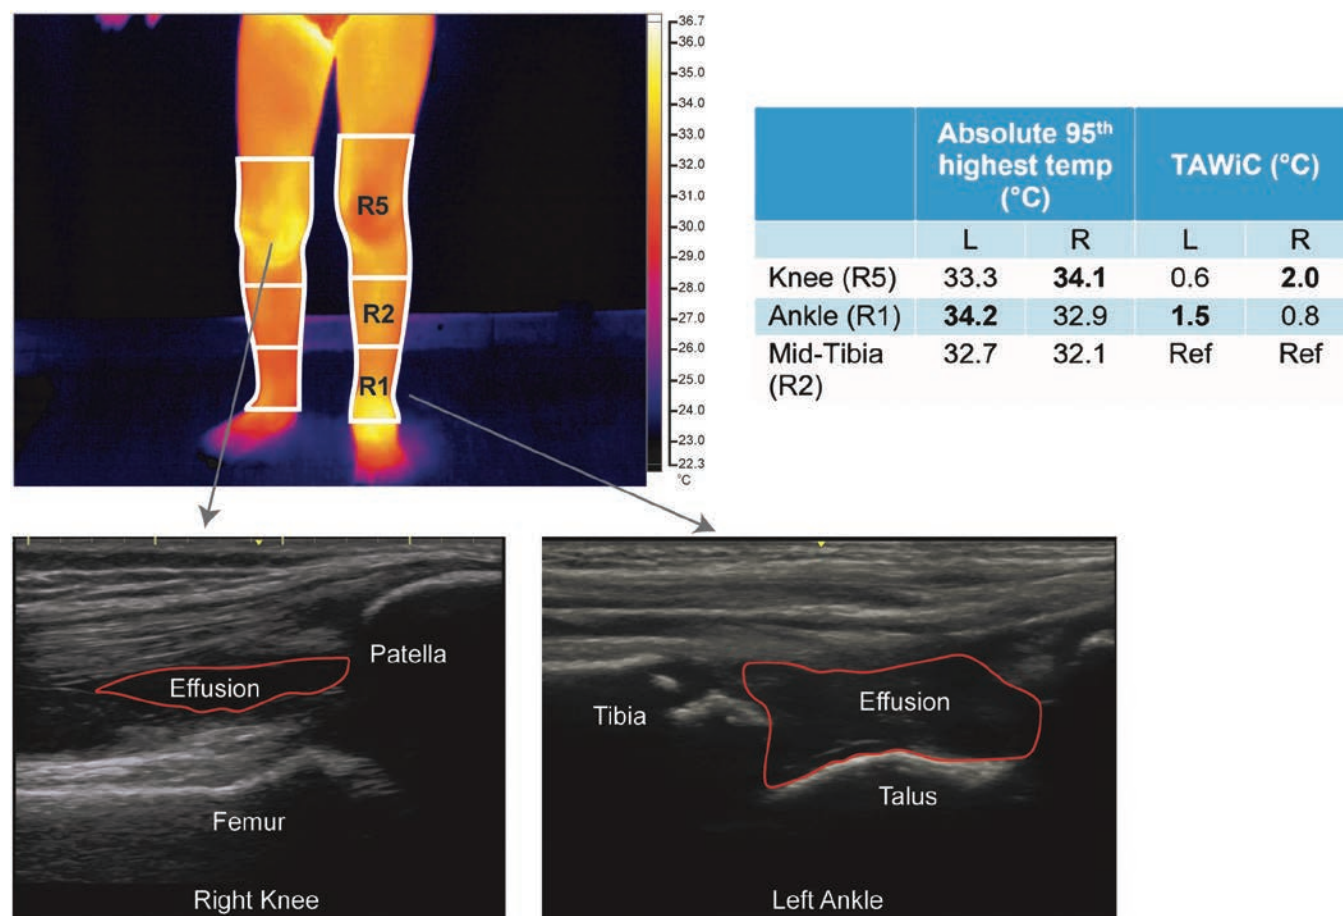 36.7
36.0
35.0
34.0
33.0
32.0
31.0
30.0
29.0
28.0
27.0
26.0
25.0
24.0
23.0
22.3
°C
R5
R2
R1
Absolute 95th highest temp (°C) TAWiC (°C)
L R L R
Knee (R5) 33.3 34.1 0.6 2.0
Ankle (R1) 34.2 32.9 1.5 0.8
Mid-Tibia (R2) 32.7 32.1 Ref Ref
Patella
Effusion
Femur
Right Knee
Tibia
Effusion
Talus
Left Ankle